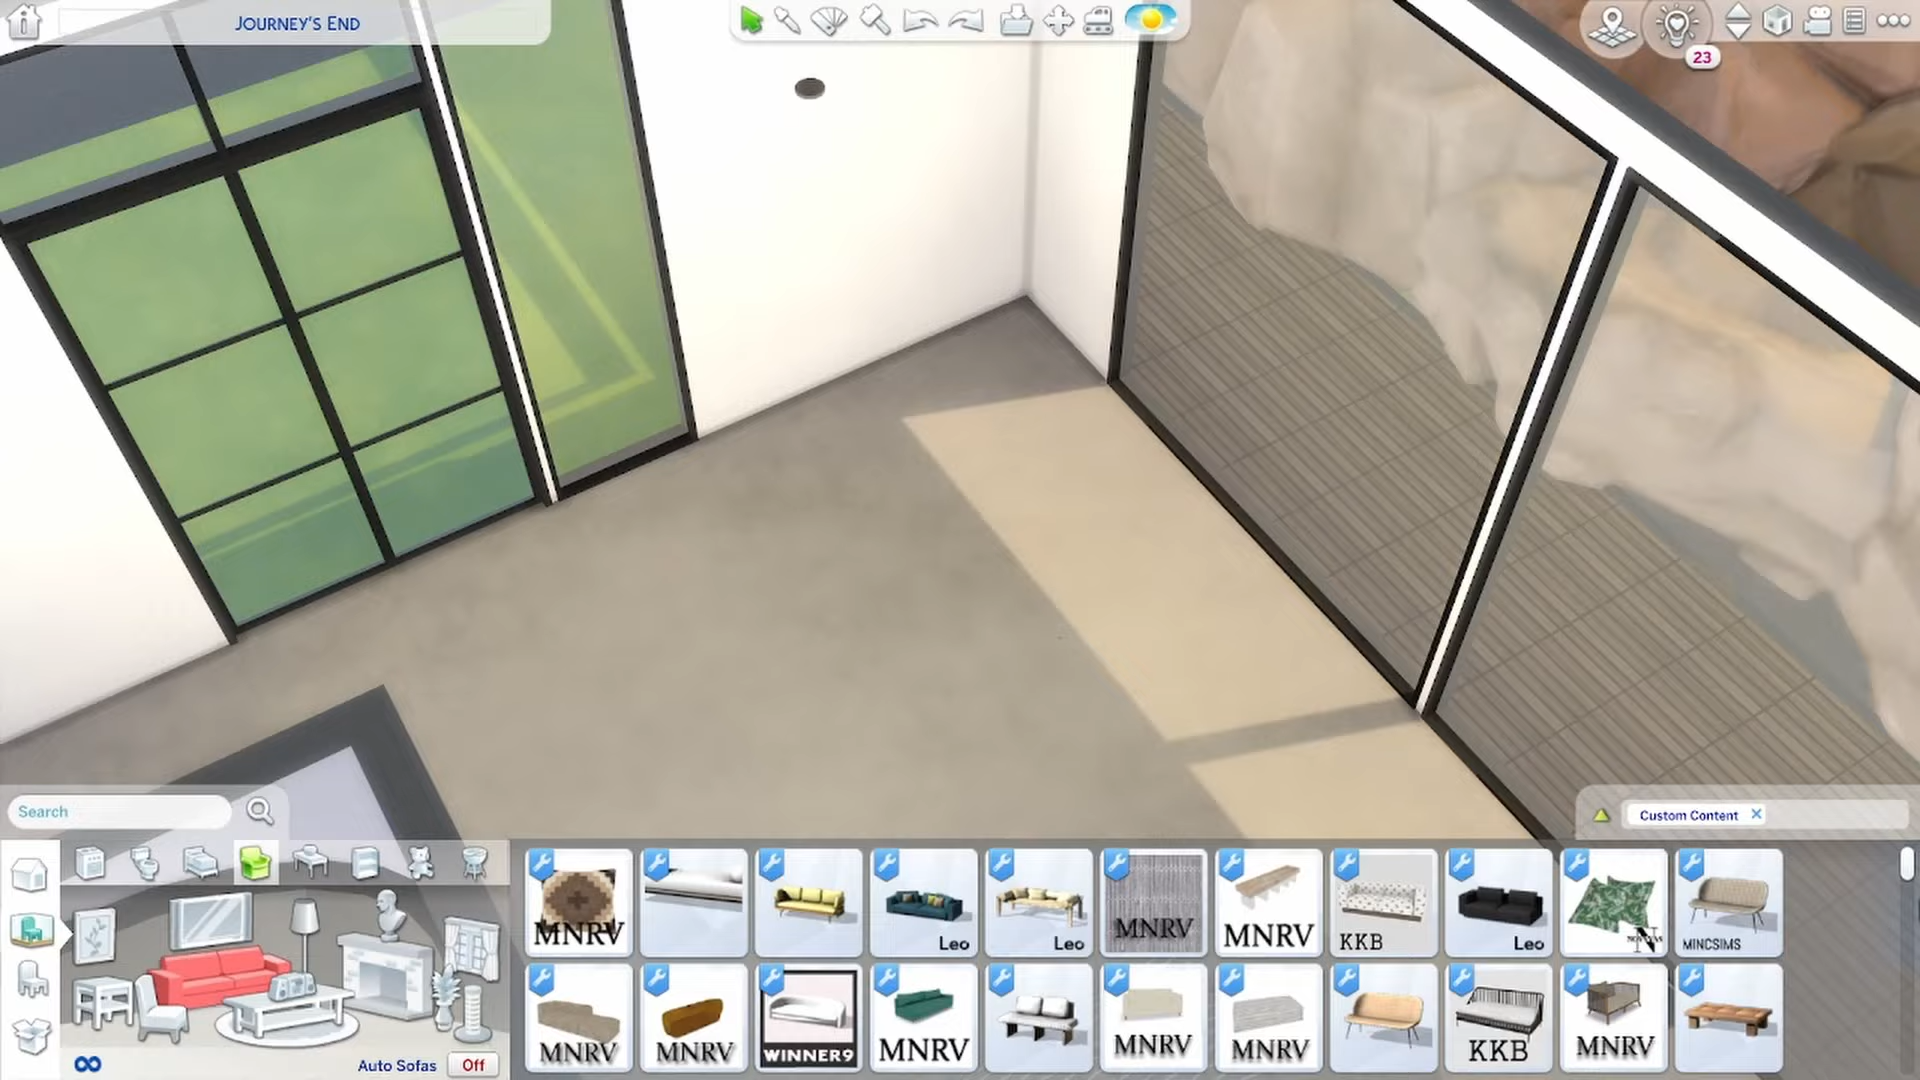 JOURNEY'S END
23
Search
Custom Content
MNRV
Leo
Leo
MNRV
MNRV
KKB
Leo
N
MINCSIMS
MNRV
MNRV
WINNER9
MNRV
MNRV
MNRV
KKB
MNRV
Auto Sofas
Off